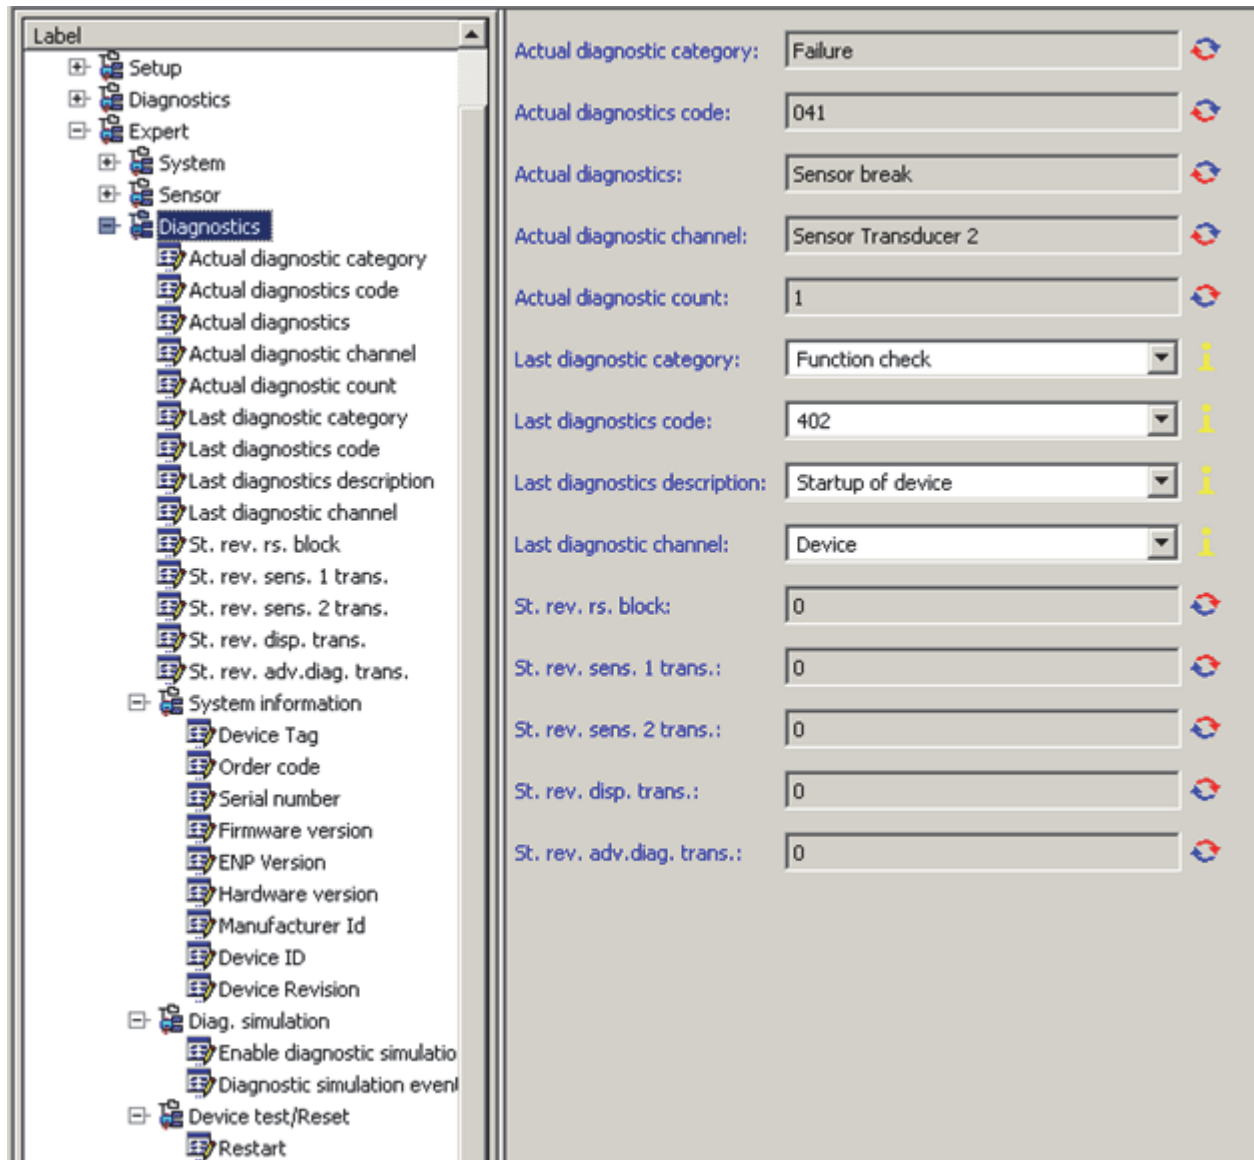 Label
Setup
Diagnostics
Expert
System
Sensor
Diagnostics
Actual diagnostic category
Actual diagnostics code
Actual diagnostics
Actual diagnostic channel
Actual diagnostic count
Last diagnostic category
Last diagnostics code
Last diagnostics description
Last diagnostic channel
St. rev. rs. block
St. rev. sens. 1 trans.
St. rev. sens. 2 trans.
St. rev. disp. trans.
St. rev. adv.diag. trans.
System information
Device Tag
Order code
Serial number
Firmware version
ENP Version
Hardware version
Manufacturer Id
Device ID
Device Revision
Diag. simulation
Enable diagnostic simulatio
Diagnostic simulation event
Device test/Reset
Restart
Actual diagnostic category: Failure
Actual diagnostics code: 041
Actual diagnostics: Sensor break
Actual diagnostic channel: Sensor Transducer 2
Actual diagnostic count: 1
Last diagnostic category: Function check
Last diagnostics code: 402
Last diagnostics description: Startup of device
Last diagnostic channel: Device
St. rev. rs. block: 0
St. rev. sens. 1 trans.: 0
St. rev. sens. 2 trans.: 0
St. rev. disp. trans.: 0
St. rev. adv.diag. trans.: 0